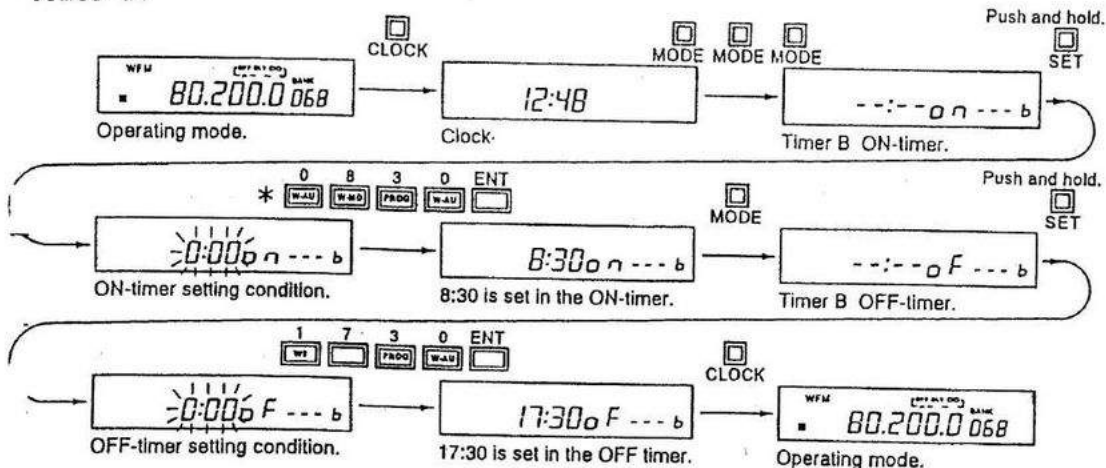 Push and hold.
CLOCK
MODE MODE MODE
SET
WFM
BANK
80.200.0 068
12:48
--:--on --- b
Operating mode.
Clock
Timer B ON-timer.
0 8 3 0 ENT
* W-AU W-MO PROG W-AU
MODE
Push and hold.
SET
0:00on --- b
8:30on --- b
--:--oF --- b
ON-timer setting condition.
8:30 is set in the ON-timer.
Timer B OFF-timer.
1 7 3 0 ENT
PROG W-AU
CLOCK
0:00oF --- b
17:30oF --- b
WFM
BANK
80.200.0 068
OFF-timer setting condition.
17:30 is set in the OFF timer.
Operating mode.